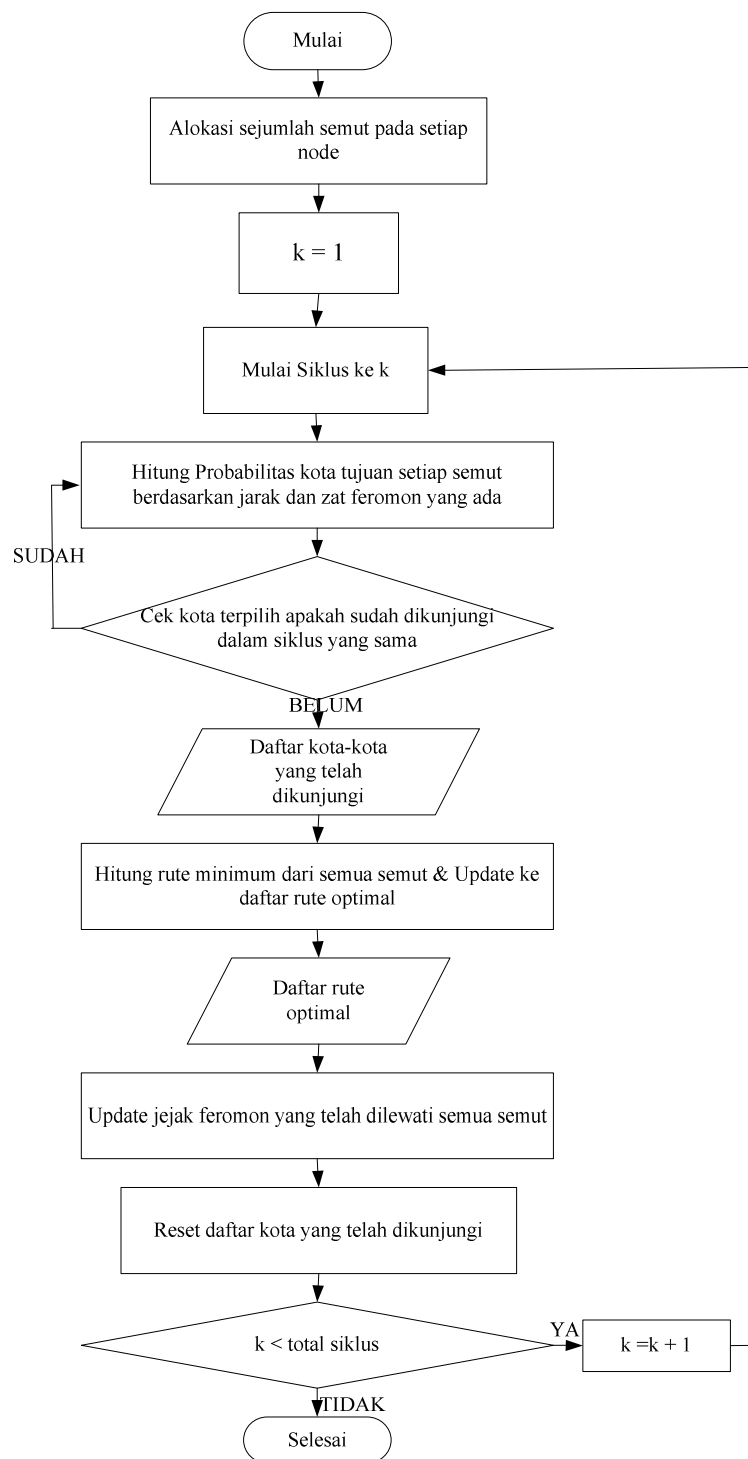 Mulai
Alokasi sejumlah semut pada setiap
node
k = 1
Mulai Siklus ke k
Hitung Probabilitas kota tujuan setiap semut
berdasarkan jarak dan zat feromon yang ada
SUDAH
Cek kota terpilih apakah sudah dikunjungi
dalam siklus yang sama
BELUM
Daftar kota-kota
yang telah
dikunjungi
Hitung rute minimum dari semua semut & Update ke
daftar rute optimal
Daftar rute
optimal
Update jejak feromon yang telah dilewati semua semut
Reset daftar kota yang telah dikunjungi
k < total siklus
YA
k =k + 1
TIDAK
Selesai